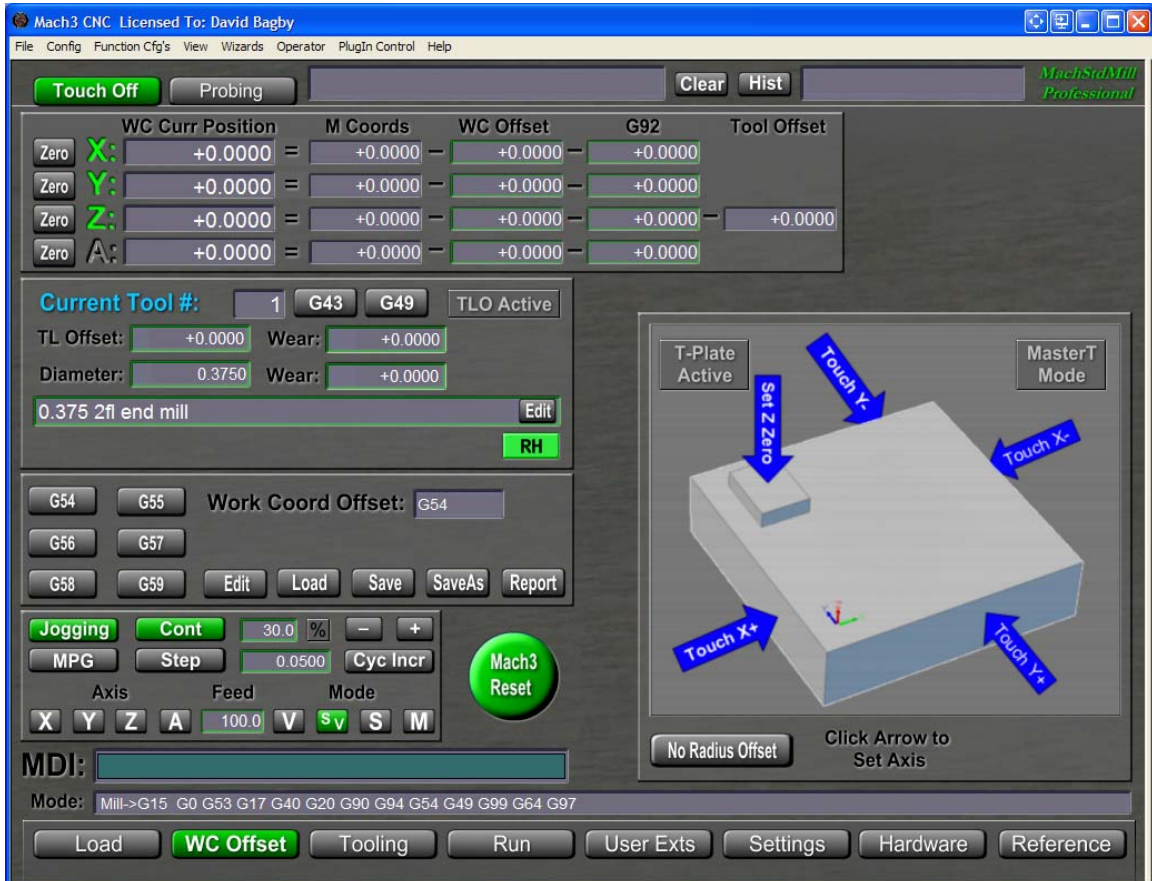 Mach3 CNC Licensed To: David Bagby
File Config Function Cfg's View Wizards Operator PlugIn Control Help
Touch Off Probing Clear Hist MachStdMill
Professional
WC Curr Position M Coords WC Offset G92 Tool Offset
Zero X: +0.0000 = +0.0000 − +0.0000 − +0.0000
Zero Y: +0.0000 = +0.0000 − +0.0000 − +0.0000
Zero Z: +0.0000 = +0.0000 − +0.0000 − +0.0000 − +0.0000
Zero A: +0.0000 = +0.0000 − +0.0000 − +0.0000
Current Tool #: 1 G43 G49 TLO Active
TL Offset: +0.0000 Wear: +0.0000
Diameter: 0.3750 Wear: +0.0000
0.375 2fl end mill Edit
RH
G54 G55 Work Coord Offset: G54
G56 G57
G58 G59 Edit Load Save SaveAs Report
Jogging Cont 30.0 % − +
MPG Step 0.0500 Cyc Incr
Axis Feed Mode
X Y Z A 100.0 V SV S M
Mach3
Reset
T-Plate
Active
MasterT
Mode
Touch Y-
Set Z Zero
Touch X-
Touch X+
Touch Y+
No Radius Offset
Click Arrow to
Set Axis
MDI:
Mode: Mill->G15 G0 G53 G17 G40 G20 G90 G94 G54 G49 G99 G64 G97
Load WC Offset Tooling Run User Exts Settings Hardware Reference